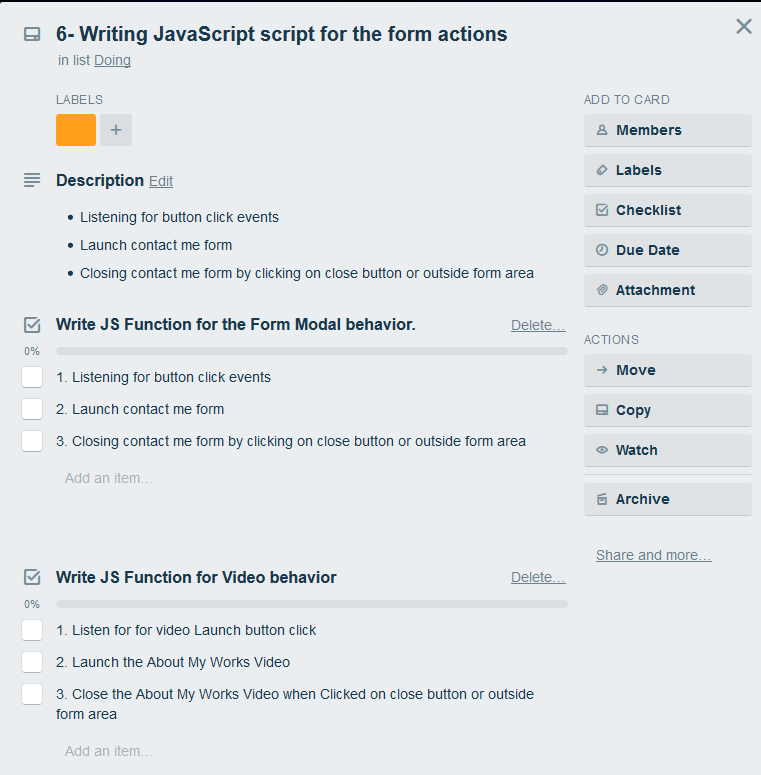 6- Writing JavaScript script for the form actions
in list Doing
LABELS
+
Description Edit
• Listening for button click events
• Launch contact me form
• Closing contact me form by clicking on close button or outside form area
Write JS Function for the Form Modal behavior. Delete...
0%
1. Listening for button click events
2. Launch contact me form
3. Closing contact me form by clicking on close button or outside form area
Add an item...
Write JS Function for Video behavior Delete...
0%
1. Listen for for video Launch button click
2. Launch the About My Works Video
3. Close the About My Works Video when Clicked on close button or outside
form area
Add an item...
ADD TO CARD
Members
Labels
Checklist
Due Date
Attachment
ACTIONS
Move
Copy
Watch
Archive
Share and more...